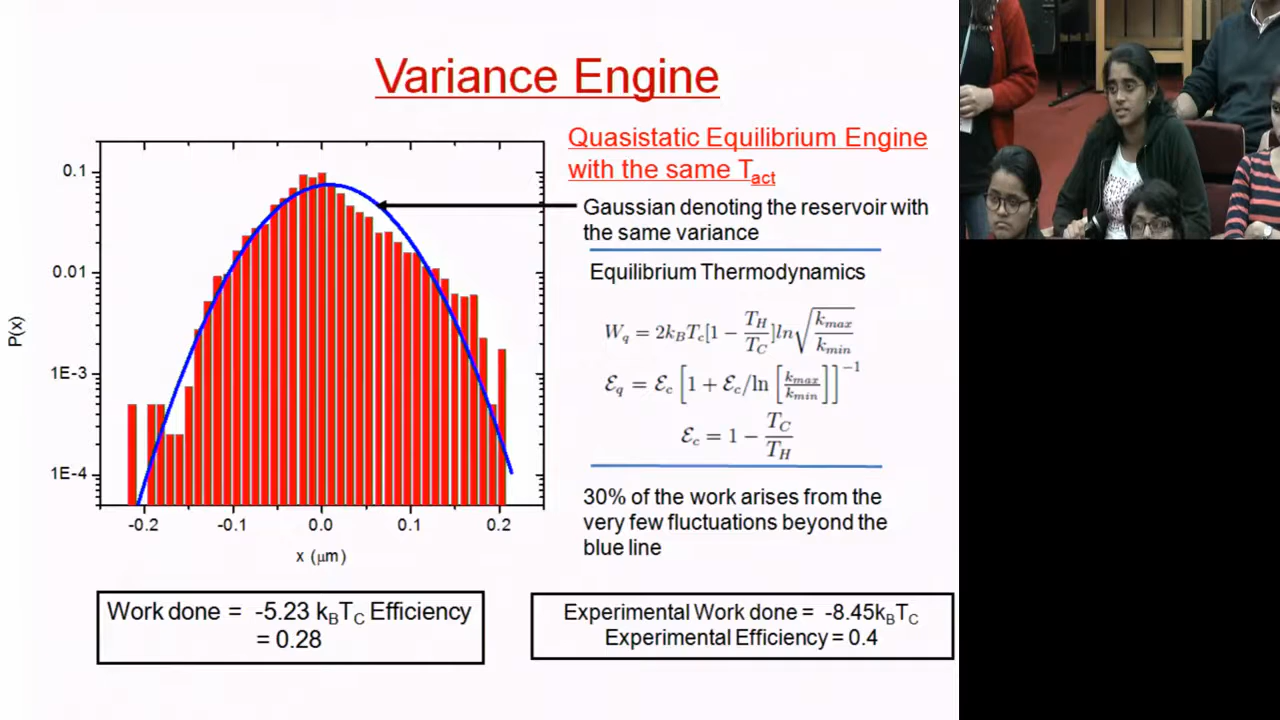 Variance Engine
Quasistatic Equilibrium Engine
with the same T_act
Gaussian denoting the reservoir with
the same variance
Equilibrium Thermodynamics
W_q = 2k_BT_c[1 − T_H/T_C]ln√(k_max/k_min)
ℰ_q = ℰ_c [1 + ℰ_c/ln [k_max/k_min]]^−1
ℰ_c = 1 − T_C/T_H
30% of the work arises from the
very few fluctuations beyond the
blue line
0.1
0.01
1E-3
1E-4
P(x)
-0.2 -0.1 0.0 0.1 0.2
x (μm)
Work done = -5.23 k_BT_C Efficiency
= 0.28
Experimental Work done = -8.45k_BT_C
Experimental Efficiency = 0.4